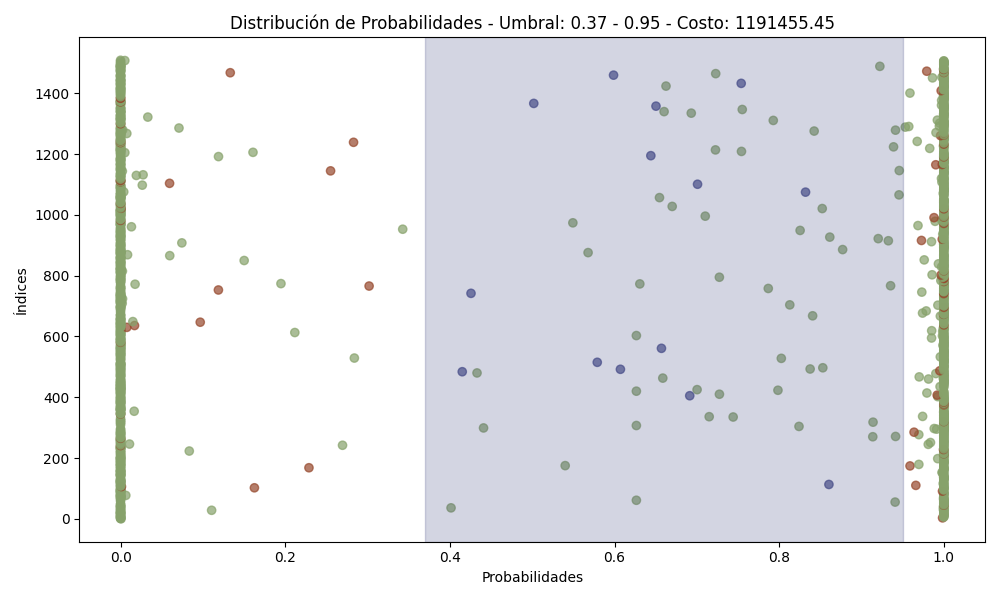 Distribución de Probabilidades - Umbral: 0.37 - 0.95 - Costo: 1191455.45
1400
1200
1000
800
600
400
200
0
Índices
0.0 0.2 0.4 0.6 0.8 1.0
Probabilidades